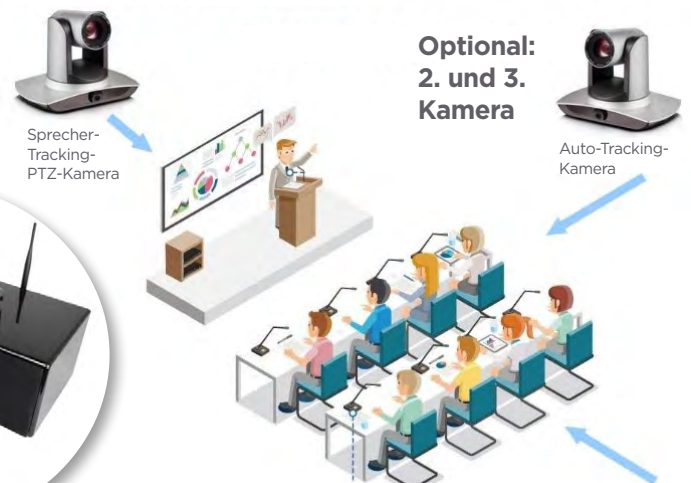 Optional:
2. und 3.
Kamera
Sprecher-
Tracking-
PTZ-Kamera
Auto-Tracking-
Kamera